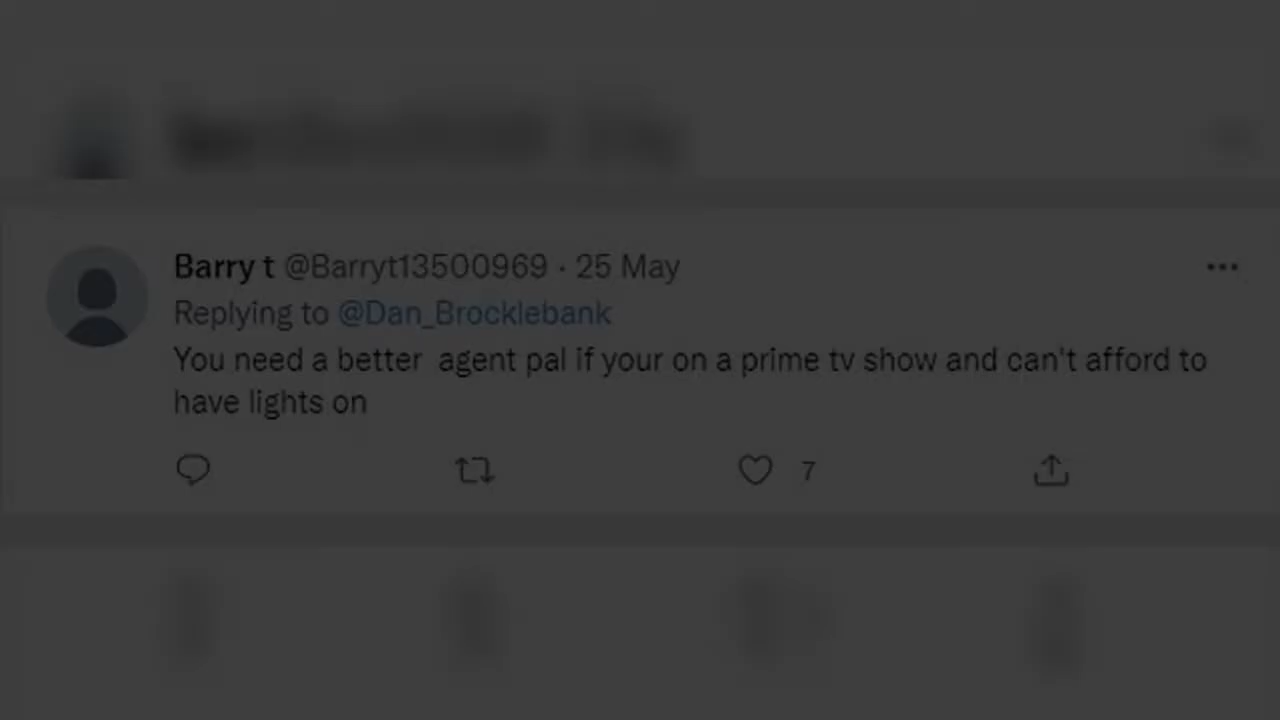 Barry t @Barryt13500969 · 25 May
Replying to @Dan_Brocklebank
You need a better  agent pal if your on a prime tv show and can't afford to
have lights on
7